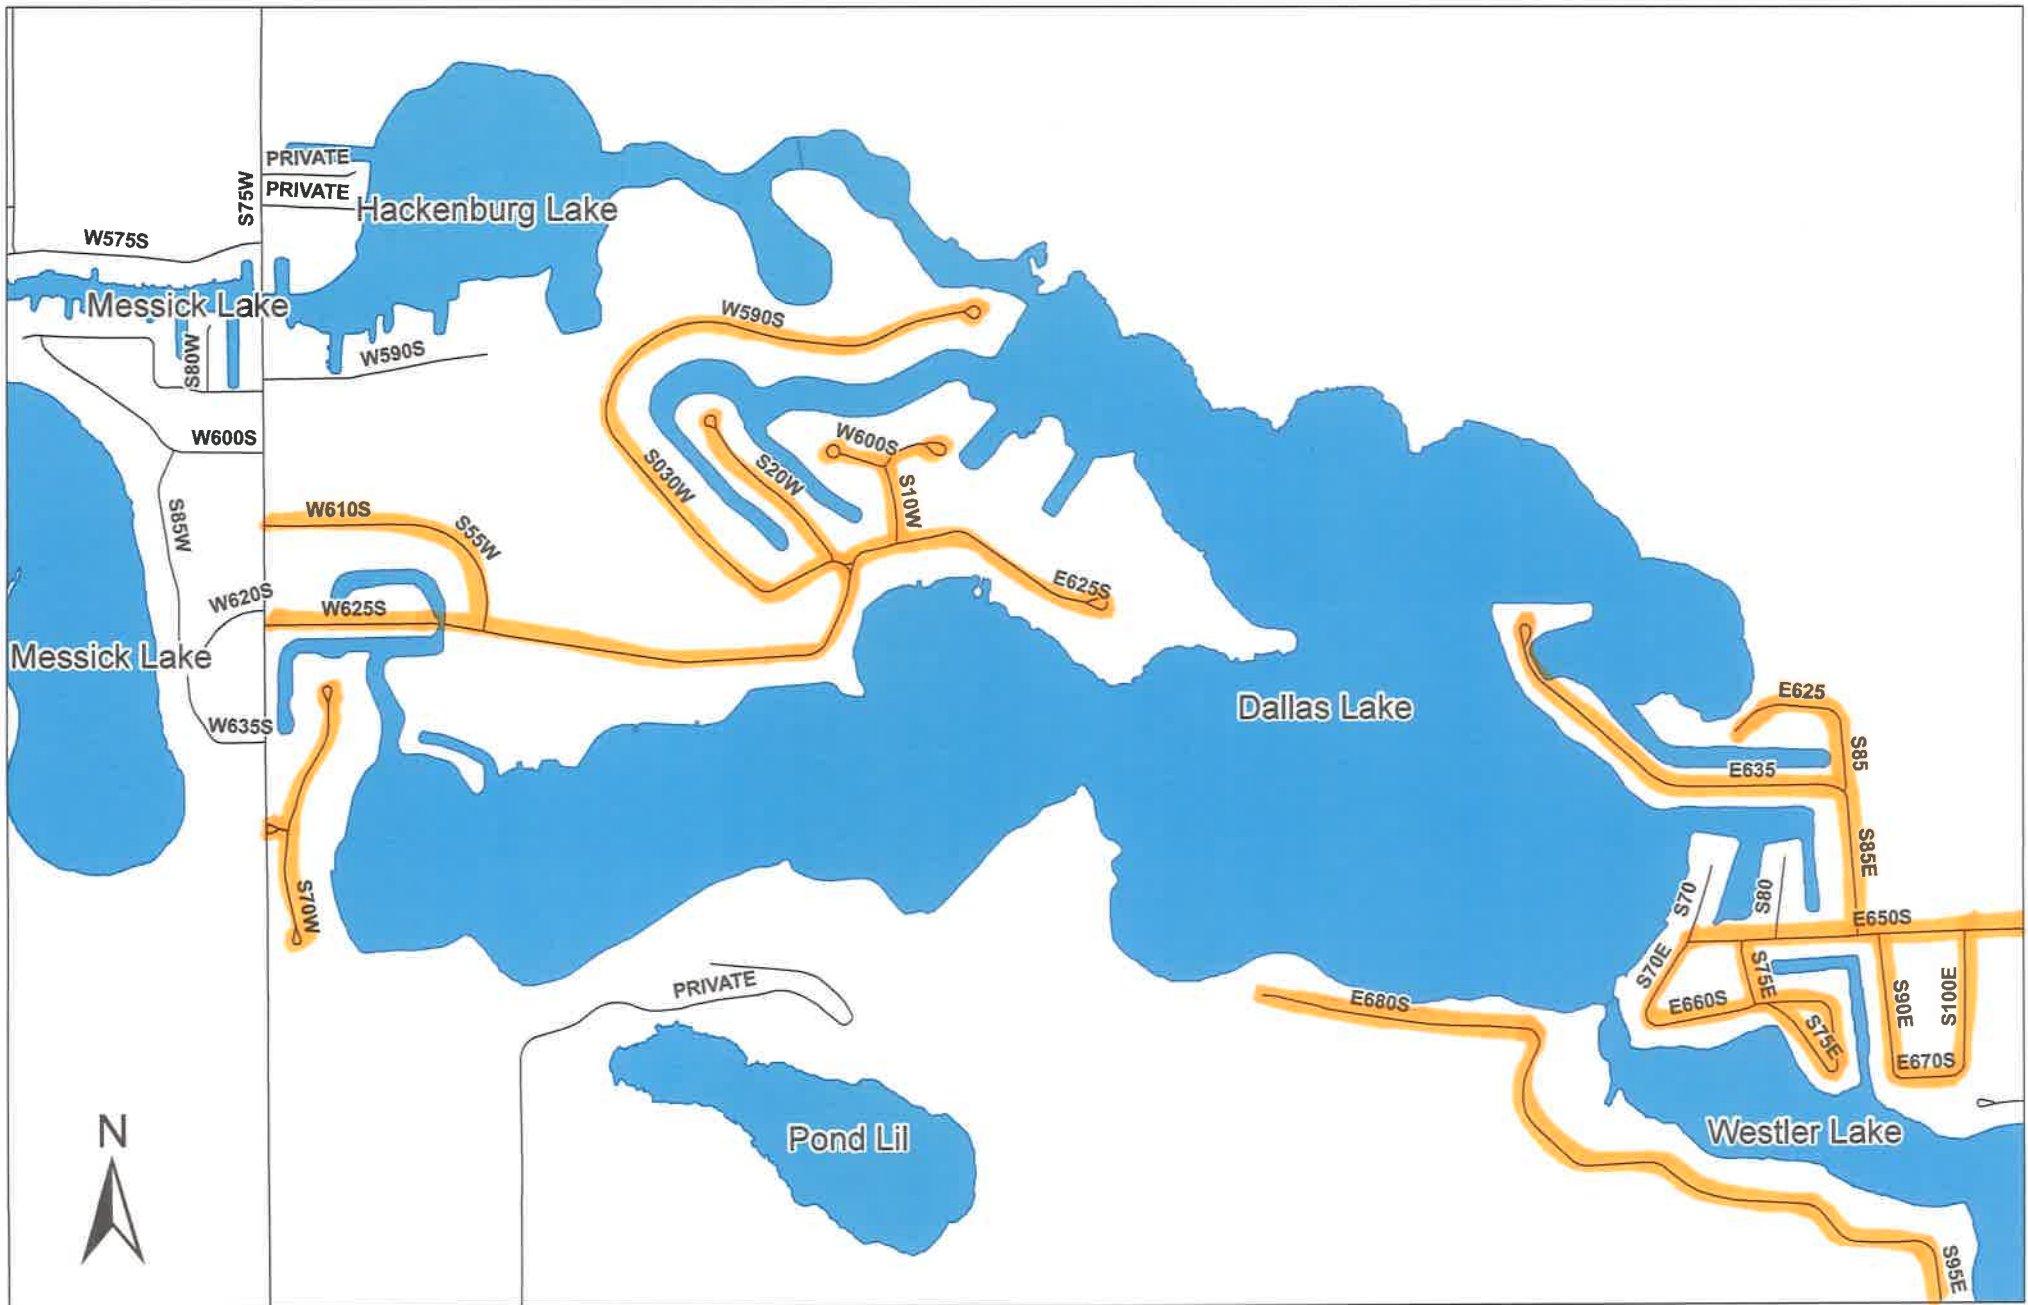 PRIVATE
PRIVATE
S75W
Hackenburg Lake
W575S
Messick Lake
W590S
S80W
W590S
W600S
W600S
S030W
S20W
S10W
W610S
S55W
S85W
E625S
W620S
W625S
Messick Lake
W635S
Dallas Lake
E625
S85
E635
S85E
S70
S80
S70W
E650S
S70E
S75E
S90E
S100E
PRIVATE
E680S
E660S
S75E
E670S
N
Pond Lil
Westler Lake
S95E